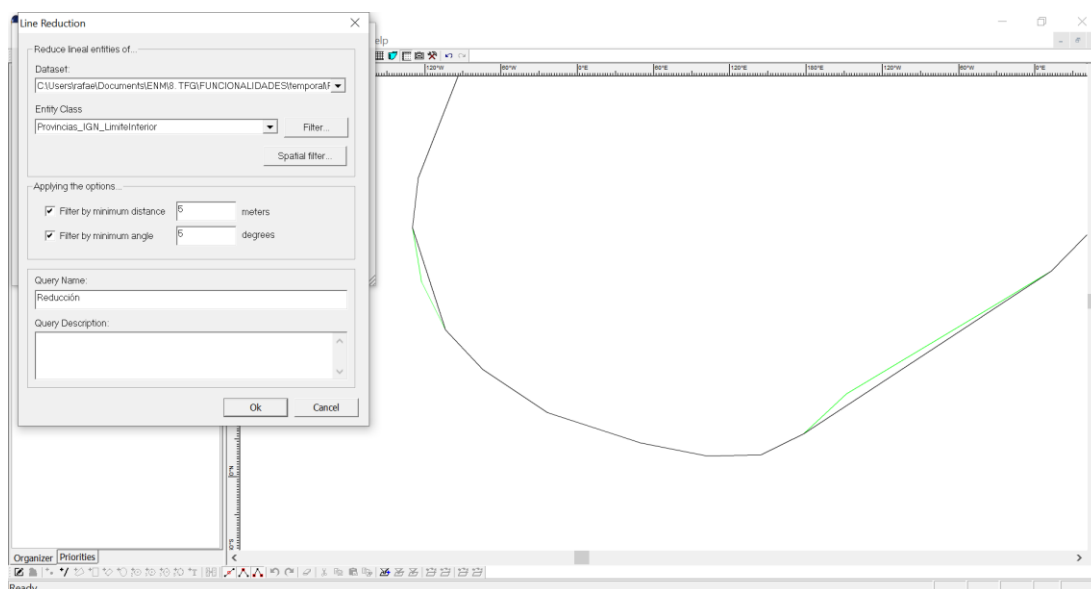 Line Reduction
elp
Reduce lineal entities of...
Dataset:
C:\Users\rafae\Documents\ENM\8. TFG\FUNCIONALIDADES\temporal\F
Entity Class
Provincias_IGN_LimiteInterior
Filter...
Spatial filter...
Applying the options...
Filter by minimum distance 5 meters
Filter by minimum angle 5 degrees
Query Name:
Reducción
Query Description:
Ok Cancel
120°W 60°W 0°E 60°E 120°E 180°E 120°W 60°W 0°E
Organizer Priorities
Ready